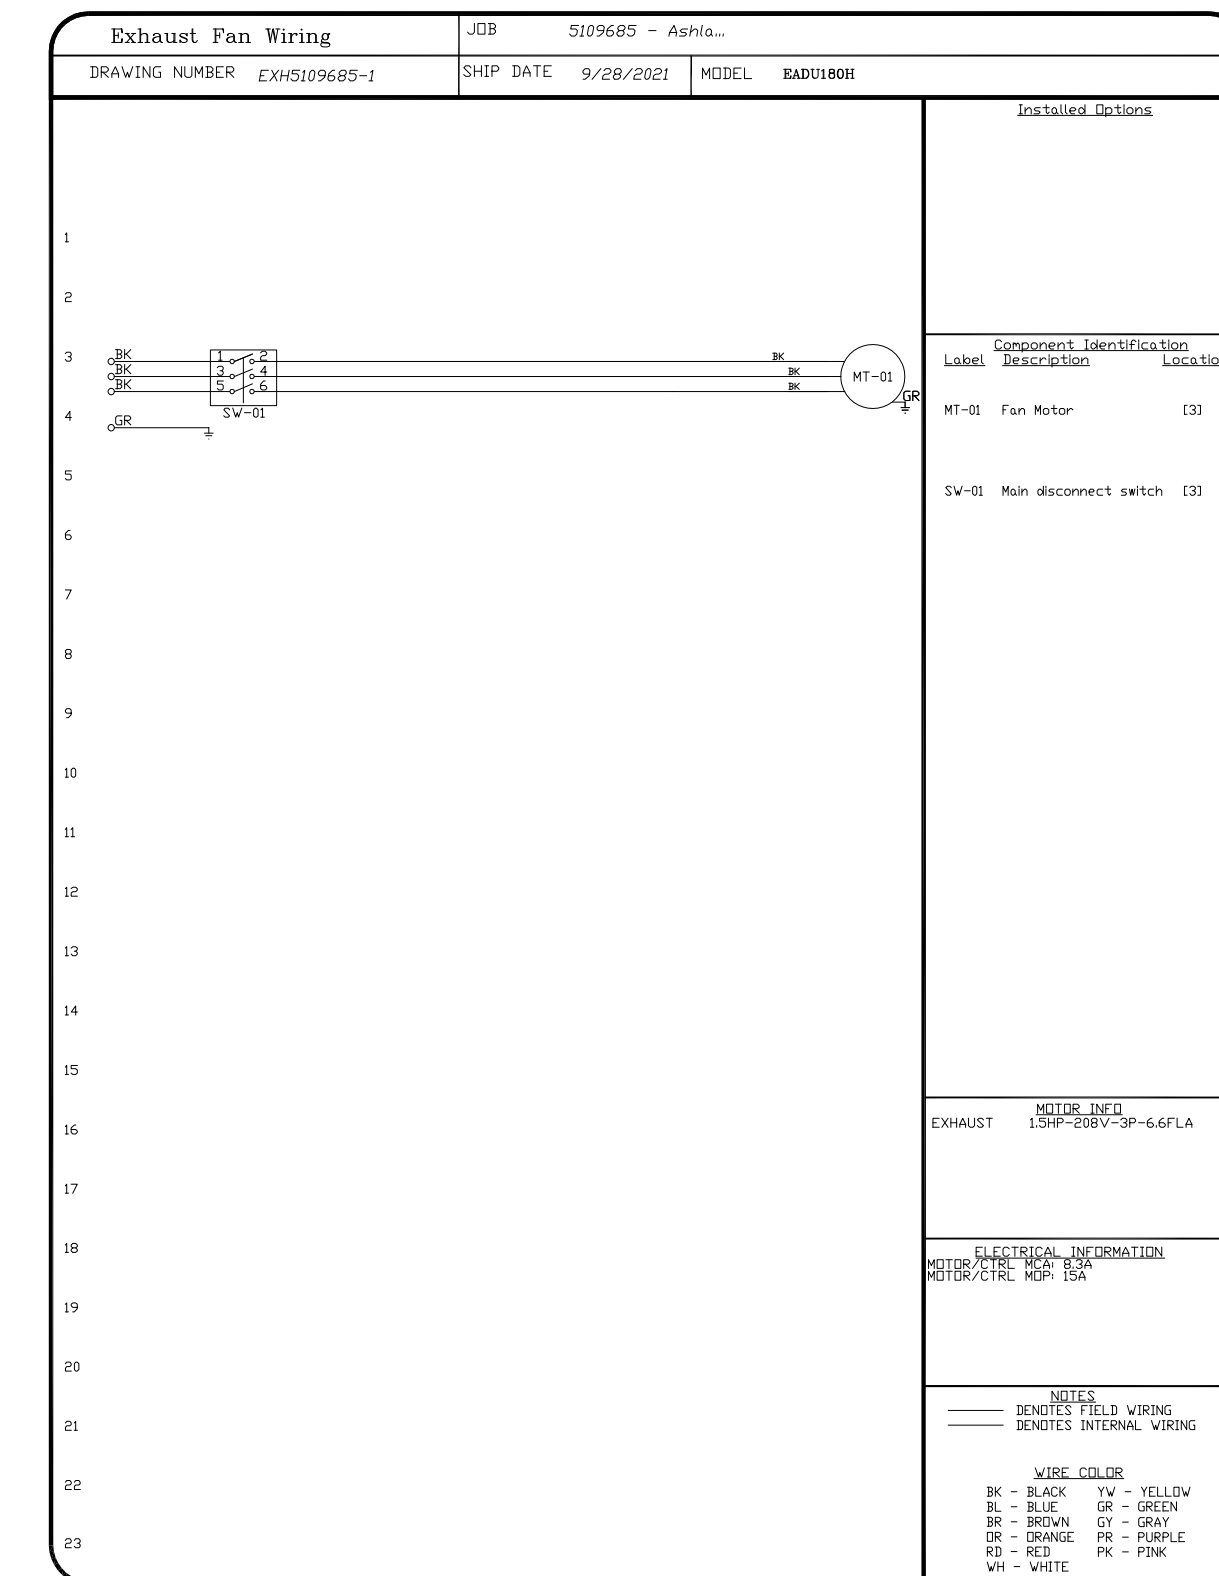 Exhaust Fan Wiring
JOB 5109685 - Ashla...
DRAWING NUMBER EXH5109685-1
SHIP DATE 9/28/2021
MODEL EADU180H
Installed Options
1
2
3
4
5
6
7
8
9
10
11
12
13
14
15
16
17
18
19
20
21
22
23
BK 1 2 BK
BK 3 4 BK
BK 5 6 BK
MT-01
GR
SW-01
GR
Component Identification
Label Description Locatio
MT-01 Fan Motor [3]
SW-01 Main disconnect switch [3]
MOTOR INFO
EXHAUST 1.5HP-208V-3P-6.6FLA
ELECTRICAL INFORMATION
MOTOR/CTRL MCA: 8.3A
MOTOR/CTRL MOP: 15A
NOTES
DENOTES FIELD WIRING
DENOTES INTERNAL WIRING
WIRE COLOR
BK - BLACK YW - YELLOW
BL - BLUE GR - GREEN
BR - BROWN GY - GRAY
OR - ORANGE PR - PURPLE
RD - RED PK - PINK
WH - WHITE